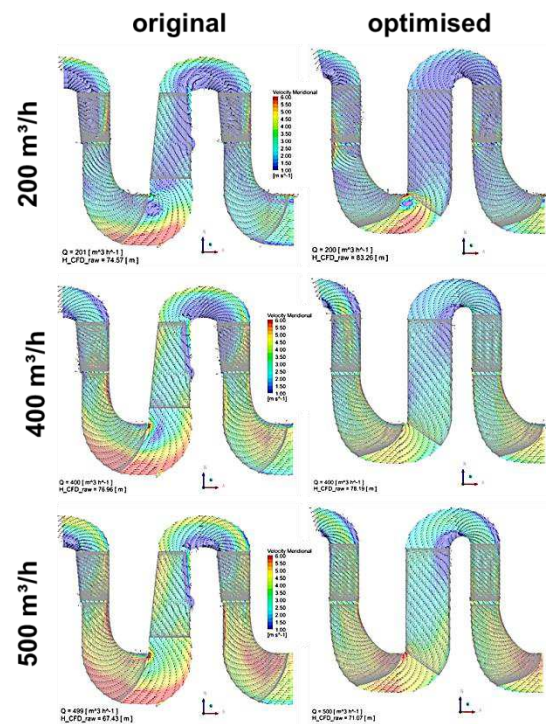 original
optimised
200 m³/h
Velocity Meridional
6.00
5.50
5.00
4.50
4.00
3.50
3.00
2.50
2.00
1.50
1.00
[m s^-1]
Q = 201 [ m^3 h^-1 ]
H_CFD_raw = 74.57 [ m ]
Q = 200 [ m^3 h^-1 ]
H_CFD_raw = 83.26 [ m ]
400 m³/h
Velocity Meridional
6.00
5.50
5.00
4.50
4.00
3.50
3.00
2.50
2.00
1.50
1.00
[m s^-1]
Q = 400 [ m^3 h^-1 ]
H_CFD_raw = 76.96 [ m ]
Q = 400 [ m^3 h^-1 ]
H_CFD_raw = 78.19 [ m ]
500 m³/h
Velocity Meridional
6.00
5.50
5.00
4.50
4.00
3.50
3.00
2.50
2.00
1.50
1.00
[m s^-1]
Q = 499 [ m^3 h^-1 ]
H_CFD_raw = 67.43 [ m ]
Q = 500 [ m^3 h^-1 ]
H_CFD_raw = 71.07 [ m ]